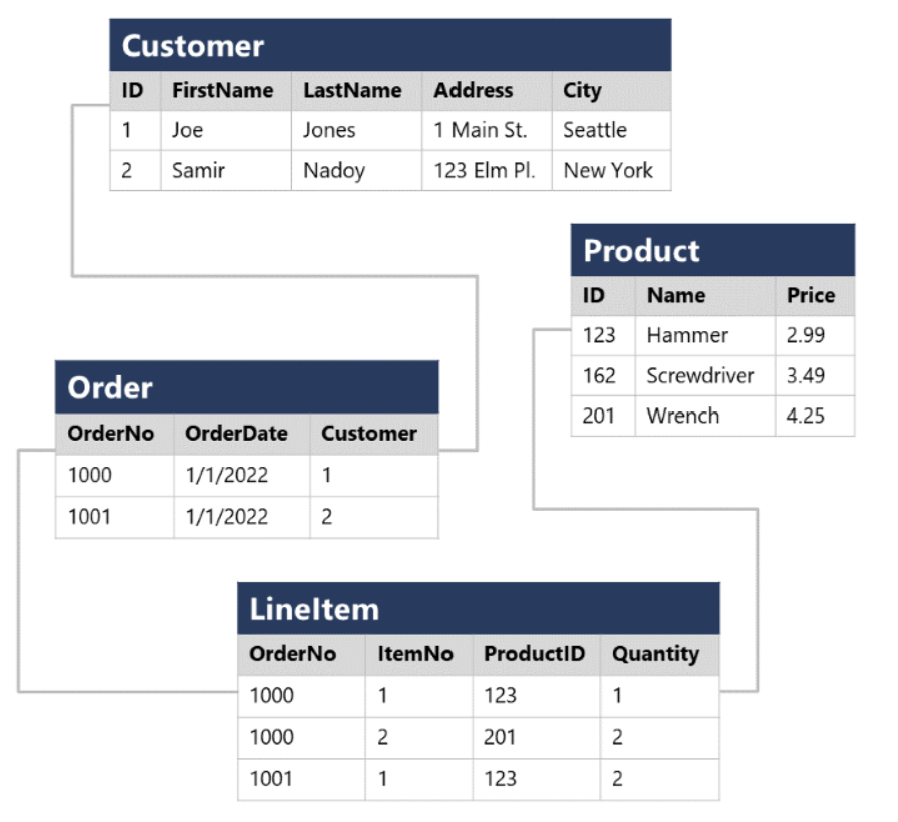 Customer
ID FirstName LastName Address City
1 Joe Jones 1 Main St. Seattle
2 Samir Nadoy 123 Elm Pl. New York
Product
ID Name Price
123 Hammer 2.99
162 Screwdriver 3.49
201 Wrench 4.25
Order
OrderNo OrderDate Customer
1000 1/1/2022 1
1001 1/1/2022 2
LineItem
OrderNo ItemNo ProductID Quantity
1000 1 123 1
1000 2 201 2
1001 1 123 2